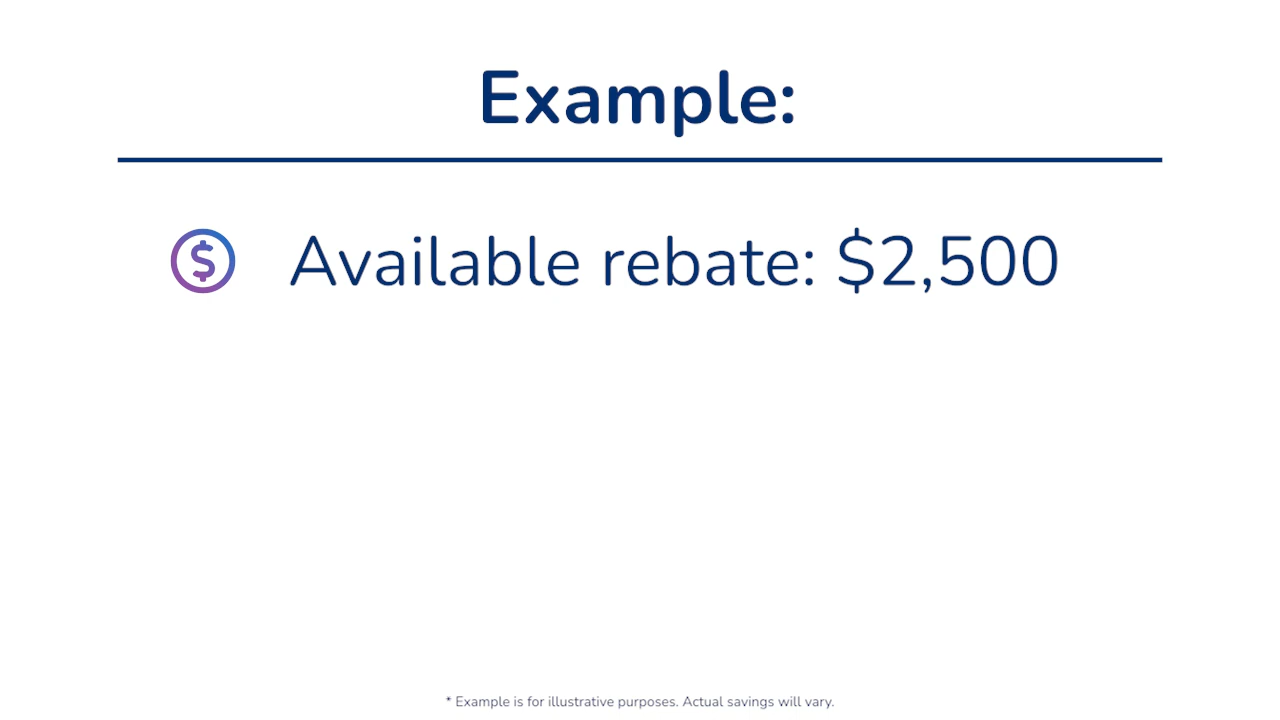 Example:
Available rebate: $2,500
* Example is for illustrative purposes. Actual savings will vary.